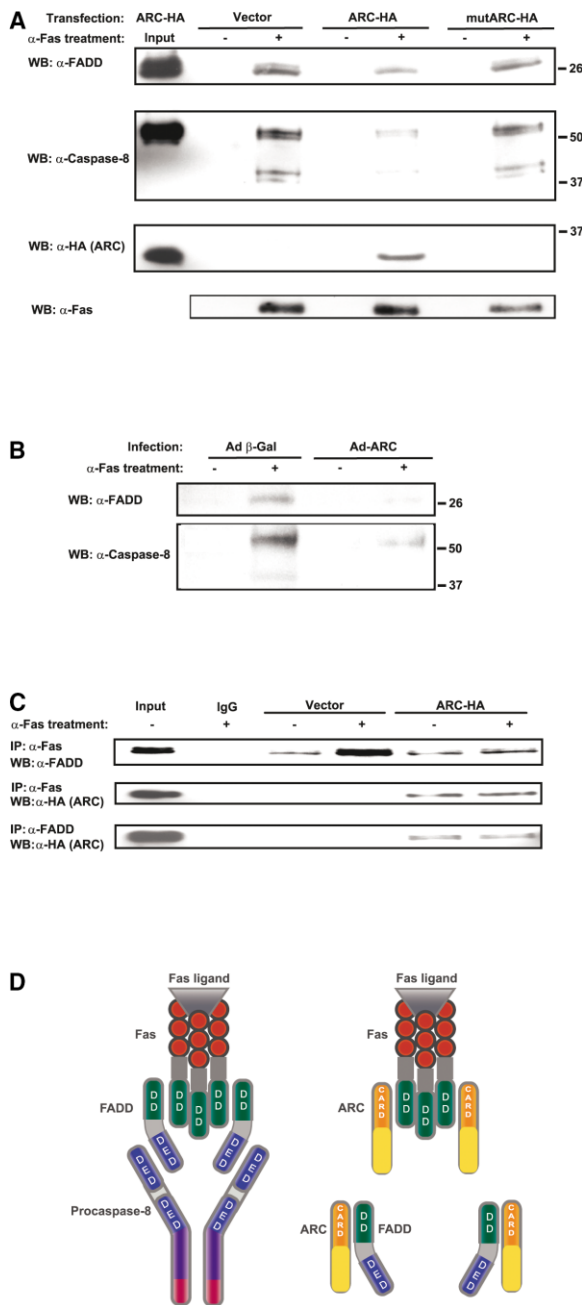 A
Transfection: ARC-HA Vector ARC-HA mutARC-HA
α-Fas treatment: Input - + - + - +
WB: α-FADD
26
WB: α-Caspase-8
50
37
37
WB: α-HA (ARC)
WB: α-Fas
B
Infection: Ad β-Gal Ad-ARC
α-Fas treatment: - + - +
WB: α-FADD
26
WB: α-Caspase-8
50
37
C
Input IgG Vector ARC-HA
α-Fas treatment: - + - + - +
IP: α-Fas
WB: α-FADD
IP: α-Fas
WB: α-HA (ARC)
IP: α-FADD
WB: α-HA (ARC)
D
Fas ligand Fas ligand
Fas Fas
FADD DD DD DD DD DD
DED DED
DED DED
Procaspase-8 DED DED
ARC CARD DD DD DD CARD
ARC CARD DD FADD DD CARD
DED DED